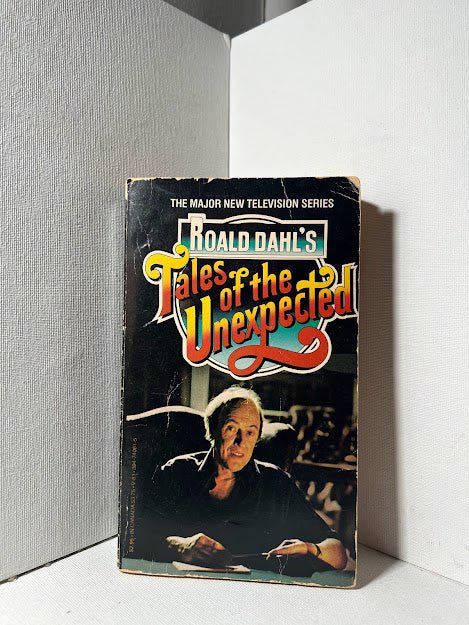 THE MAJOR NEW TELEVISION SERIES
ROALD DAHL'S
Tales of the
Unexpected